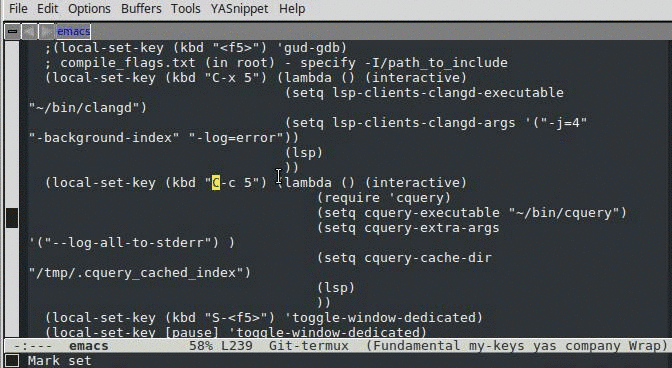 File Edit Options Buffers Tools YASnippet Help
emacs
;(local-set-key (kbd "<f5>") 'gud-gdb)
; compile_flags.txt (in root) - specify -I/path_to_include
(local-set-key (kbd "C-x 5") (lambda () (interactive)
(setq lsp-clients-clangd-executable
"~/bin/clangd")
(setq lsp-clients-clangd-args '("-j=4"
"-background-index" "-log=error"))
(lsp)
))
(local-set-key (kbd "C-c 5") (lambda () (interactive)
(require 'cquery)
(setq cquery-executable "~/bin/cquery")
(setq cquery-extra-args
'("--log-all-to-stderr") )
(setq cquery-cache-dir
"/tmp/.cquery_cached_index")
(lsp)
))
(local-set-key (kbd "S-<f5>") 'toggle-window-dedicated)
(local-set-key [pause] 'toggle-window-dedicated)
-:--- emacs 58% L239 Git-termux (Fundamental my-keys yas company Wrap)
Mark set